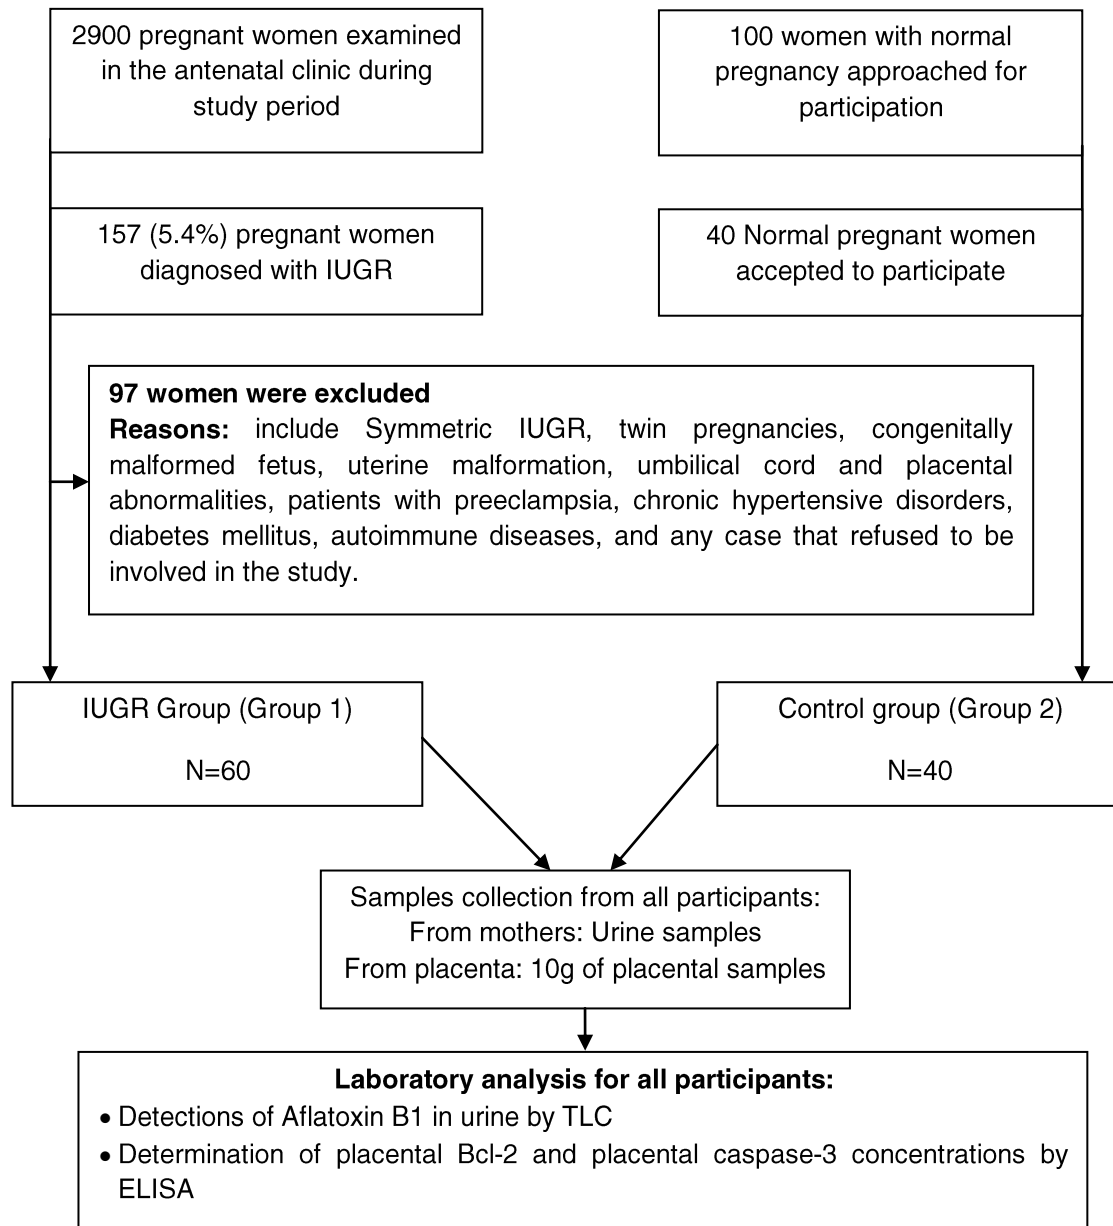 2900 pregnant women examined
in the antenatal clinic during
study period
100 women with normal
pregnancy approached for
participation
157 (5.4%) pregnant women
diagnosed with IUGR
40 Normal pregnant women
accepted to participate
97 women were excluded
Reasons: include Symmetric IUGR, twin pregnancies, congenitally
malformed fetus, uterine malformation, umbilical cord and placental
abnormalities, patients with preeclampsia, chronic hypertensive disorders,
diabetes mellitus, autoimmune diseases, and any case that refused to be
involved in the study.
IUGR Group (Group 1)
N=60
Control group (Group 2)
N=40
Samples collection from all participants:
From mothers: Urine samples
From placenta: 10g of placental samples
Laboratory analysis for all participants:
• Detections of Aflatoxin B1 in urine by TLC
• Determination of placental Bcl-2 and placental caspase-3 concentrations by
ELISA